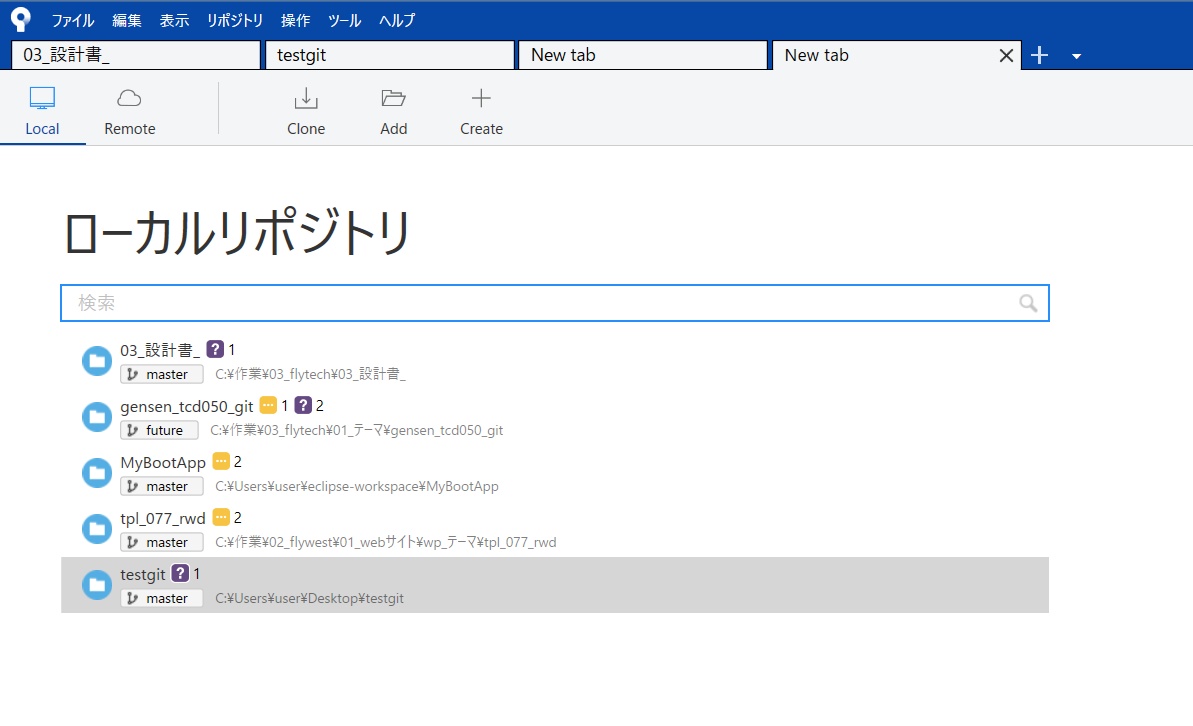 ファイル 編集 表示 リポジトリ 操作 ツール ヘルプ
03_設計書_ testgit New tab New tab
Local Remote Clone Add Create
ローカルリポジトリ
検索
03_設計書_ ? 1
master C:¥作業¥03_flytech¥03_設計書_
gensen_tcd050_git ... 1 ? 2
future C:¥作業¥03_flytech¥01_テーマ¥gensen_tcd050_git
MyBootApp ... 2
master C:¥Users¥user¥eclipse-workspace¥MyBootApp
tpl_077_rwd ... 2
master C:¥作業¥02_flywest¥01_webサイト¥wp_テーマ¥tpl_077_rwd
testgit ? 1
master C:¥Users¥user¥Desktop¥testgit